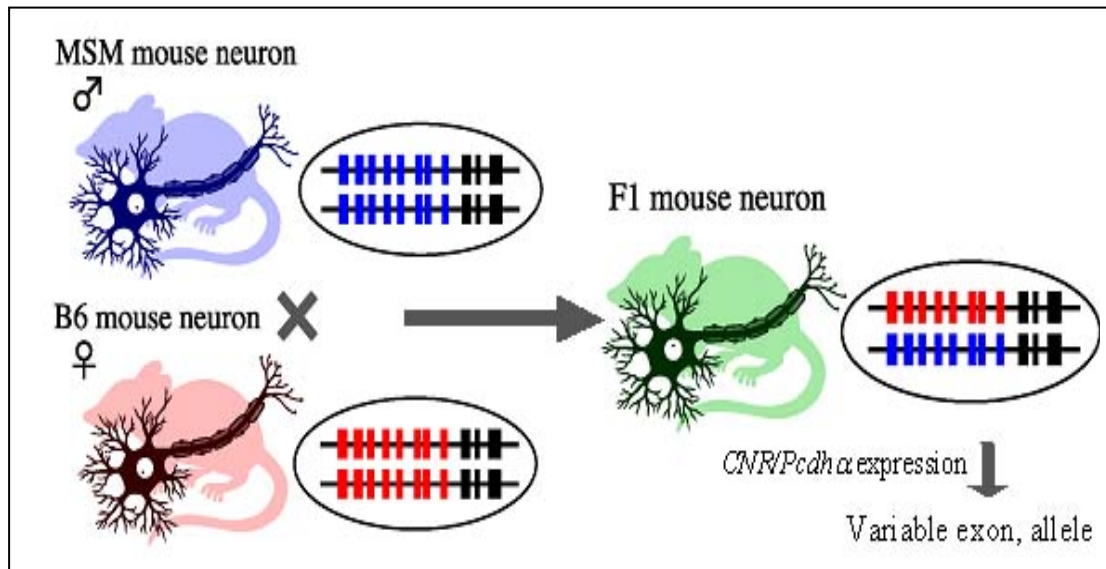 MSM mouse neuron
♂
B6 mouse neuron
♀
F1 mouse neuron
CNR/Pcdhα expression
Variable exon, allele